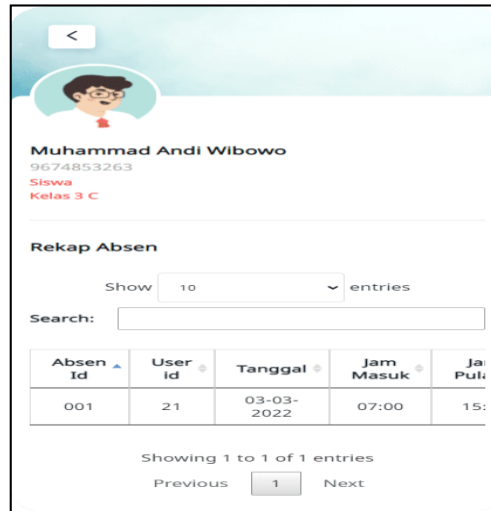 <
Muhammad Andi Wibowo
9674853263
Siswa
Kelas 3 C
Rekap Absen
Show 10 entries
Search:
Absen Id User id Tanggal Jam Masuk
001 21 03-03-2022 07:00 15:
Showing 1 to 1 of 1 entries
Previous 1 Next